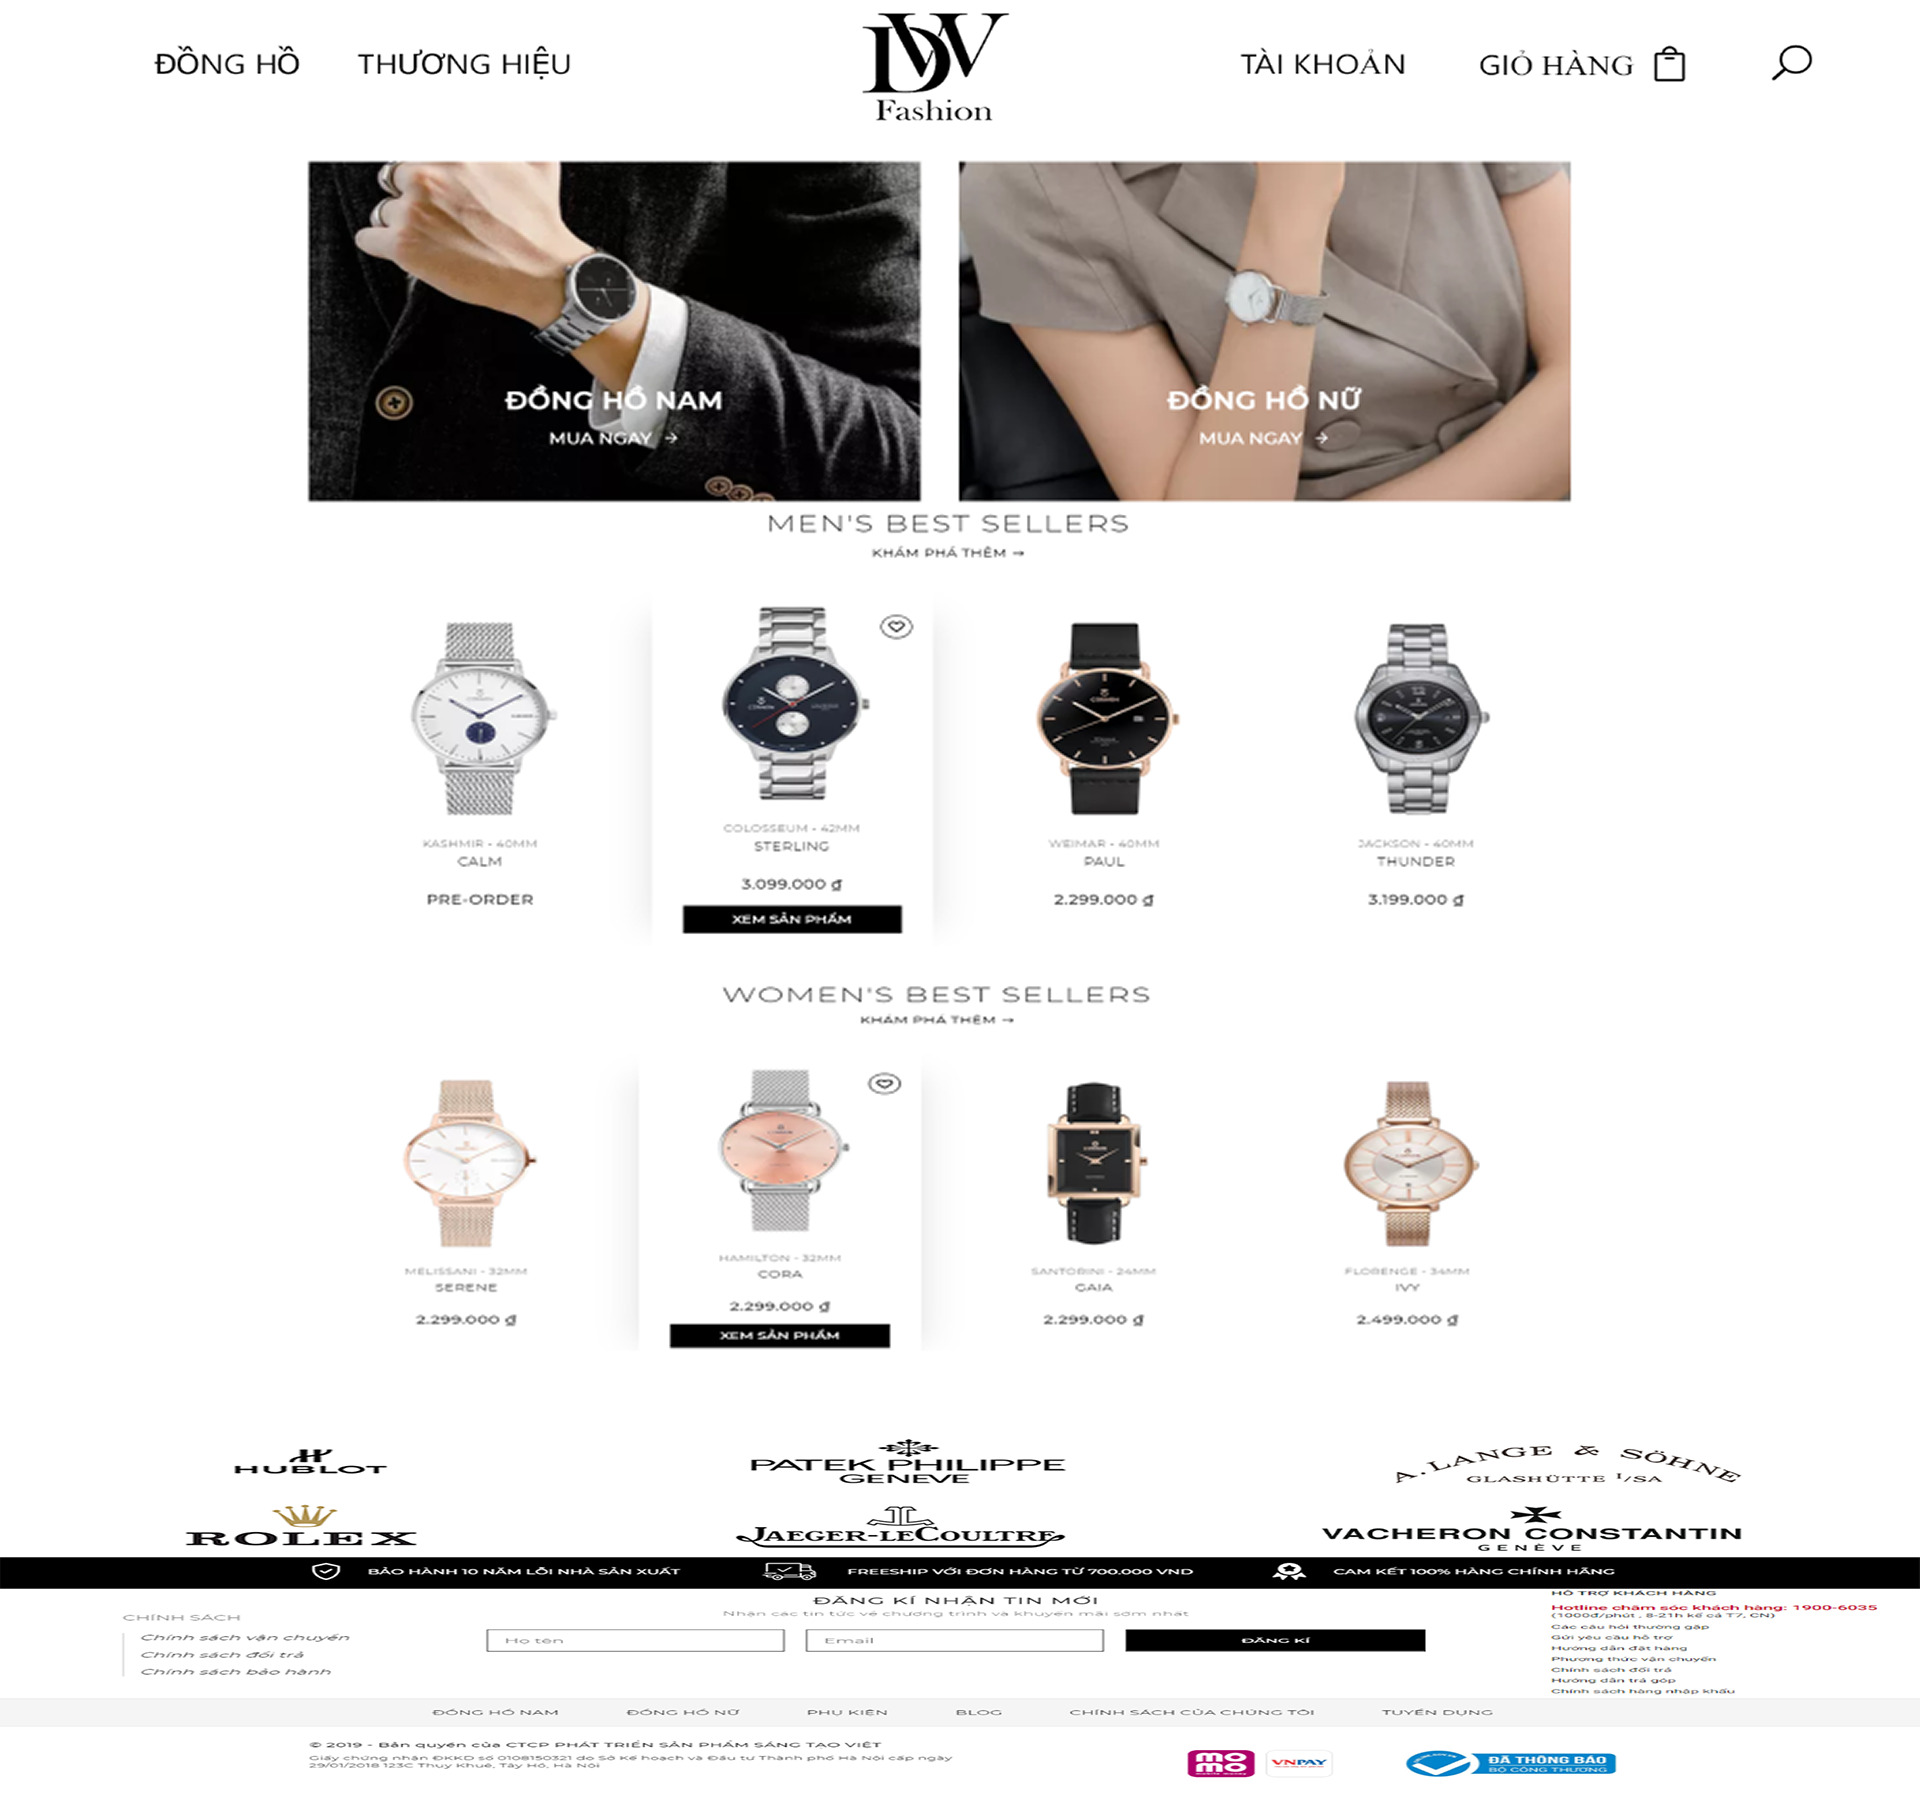 ĐỒNG HỒ
THƯƠNG HIỆU
DW
Fashion
TÀI KHOẢN
GIỎ HÀNG
ĐỒNG HỒ NAM
MUA NGAY →
ĐỒNG HỒ NỮ
MUA NGAY →
MEN'S BEST SELLERS
KHÁM PHÁ THÊM →
KASHMIR - 40MM
CALM
PRE-ORDER
COLOSSEUM - 42MM
STERLING
3.099.000 ₫
XEM SẢN PHẨM
WEIMAR - 40MM
PAUL
2.299.000 ₫
JACKSON - 40MM
THUNDER
3.199.000 ₫
WOMEN'S BEST SELLERS
KHÁM PHÁ THÊM →
MELISSANI - 32MM
SERENE
2.299.000 ₫
HAMILTON - 32MM
CORA
2.299.000 ₫
XEM SẢN PHẨM
SANTORINI - 24MM
GAIA
2.299.000 ₫
FLORENCE - 34MM
IVY
2.499.000 ₫
HUBLOT
PATEK PHILIPPE
GENEVE
A. LANGE & SÖHNE
GLASHÜTTE I/SA
ROLEX
JAEGER-LECOULTRE
VACHERON CONSTANTIN
GENÈVE
BẢO HÀNH 10 NĂM LỖI NHÀ SẢN XUẤT
FREESHIP VỚI ĐƠN HÀNG TỪ 700.000 VND
CAM KẾT 100% HÀNG CHÍNH HÃNG
CHÍNH SÁCH
Chính sách vận chuyển
Chính sách đổi trả
Chính sách bảo hành
ĐĂNG KÍ NHẬN TIN MỚI
Nhận các tin tức về chương trình và khuyến mãi sớm nhất
Họ tên
Email
ĐĂNG KÍ
HỖ TRỢ KHÁCH HÀNG
Hotline chăm sóc khách hàng: 1900-6035
(1000đ/phút , 8-21h kể cả T7, CN)
Các câu hỏi thường gặp
Gửi yêu cầu hỗ trợ
Hướng dẫn đặt hàng
Phương thức vận chuyển
Chính sách đổi trả
Hướng dẫn trả góp
Chính sách hàng nhập khẩu
ĐỒNG HỒ NAM
ĐỒNG HỒ NỮ
PHỤ KIỆN
BLOG
CHÍNH SÁCH CỦA CHÚNG TÔI
TUYỂN DỤNG
© 2019 - Bản quyền của CTCP PHÁT TRIỂN SẢN PHẨM SÁNG TẠO VIỆT
Giấy chứng nhận ĐKKD số 0108150321 do Sở Kế hoạch và Đầu tư Thành phố Hà Nội cấp ngày
29/01/2018 123C Thụy Khuê, Tây Hồ, Hà Nội
mo
mo
VNPAY
ĐÃ THÔNG BÁO
BỘ CÔNG THƯƠNG